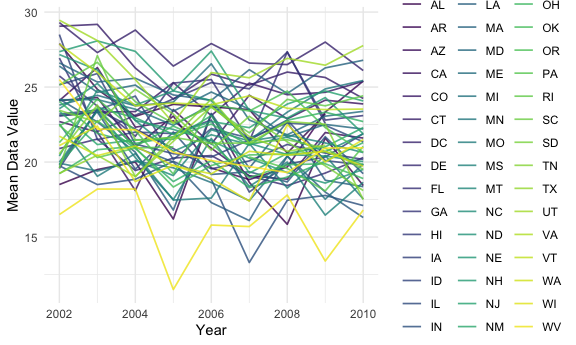 30
25
20
15
Mean Data Value
2002
2004
2006
2008
2010
Year
AL LA OH
AR MA OK
AZ MD OR
CA ME PA
CO MI RI
CT MN SC
DC MO SD
DE MS TN
FL MT TX
GA NC UT
HI ND VA
IA NE VT
ID NH WA
IL NJ WI
IN NM WV